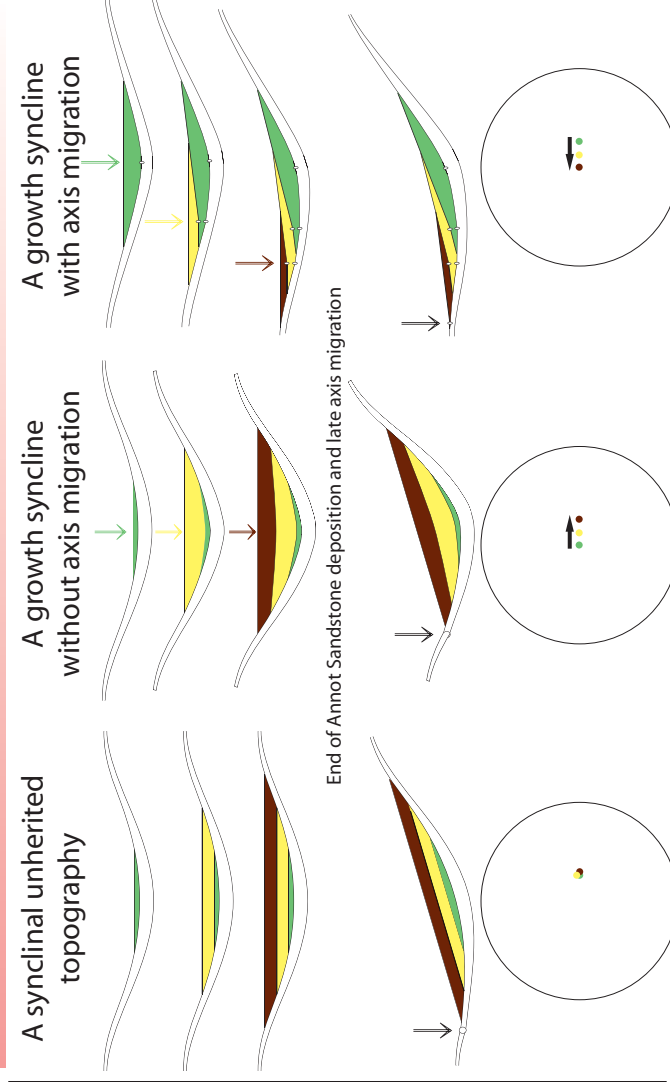 A synclinal unherited
topography
A growth syncline
without axis migration
A growth syncline
with axis migration
End of Annot Sandstone deposition and late axis migration